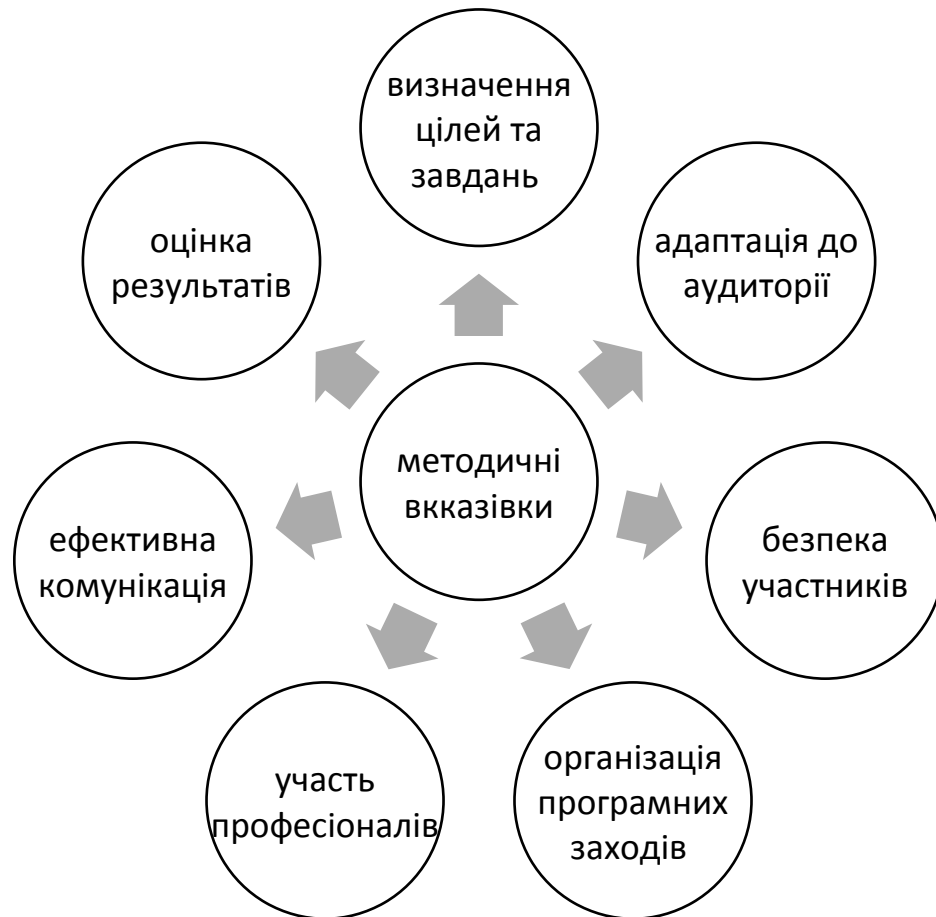 визначення
цілей та
завдань
адаптація до
аудиторії
безпека
участників
організація
програмних
заходів
участь
професіоналів
ефективна
комунікація
оцінка
результатів
методичні
вкказівки